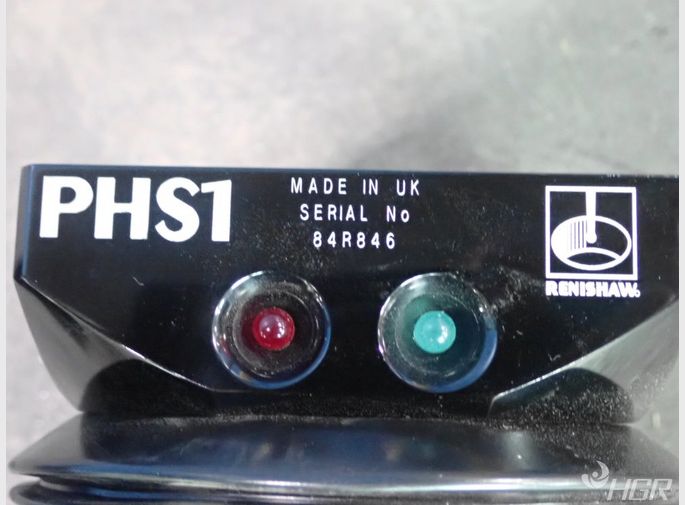 PHS1
MADE IN UK
SERIAL No
84R846
RENISHAW
HGR